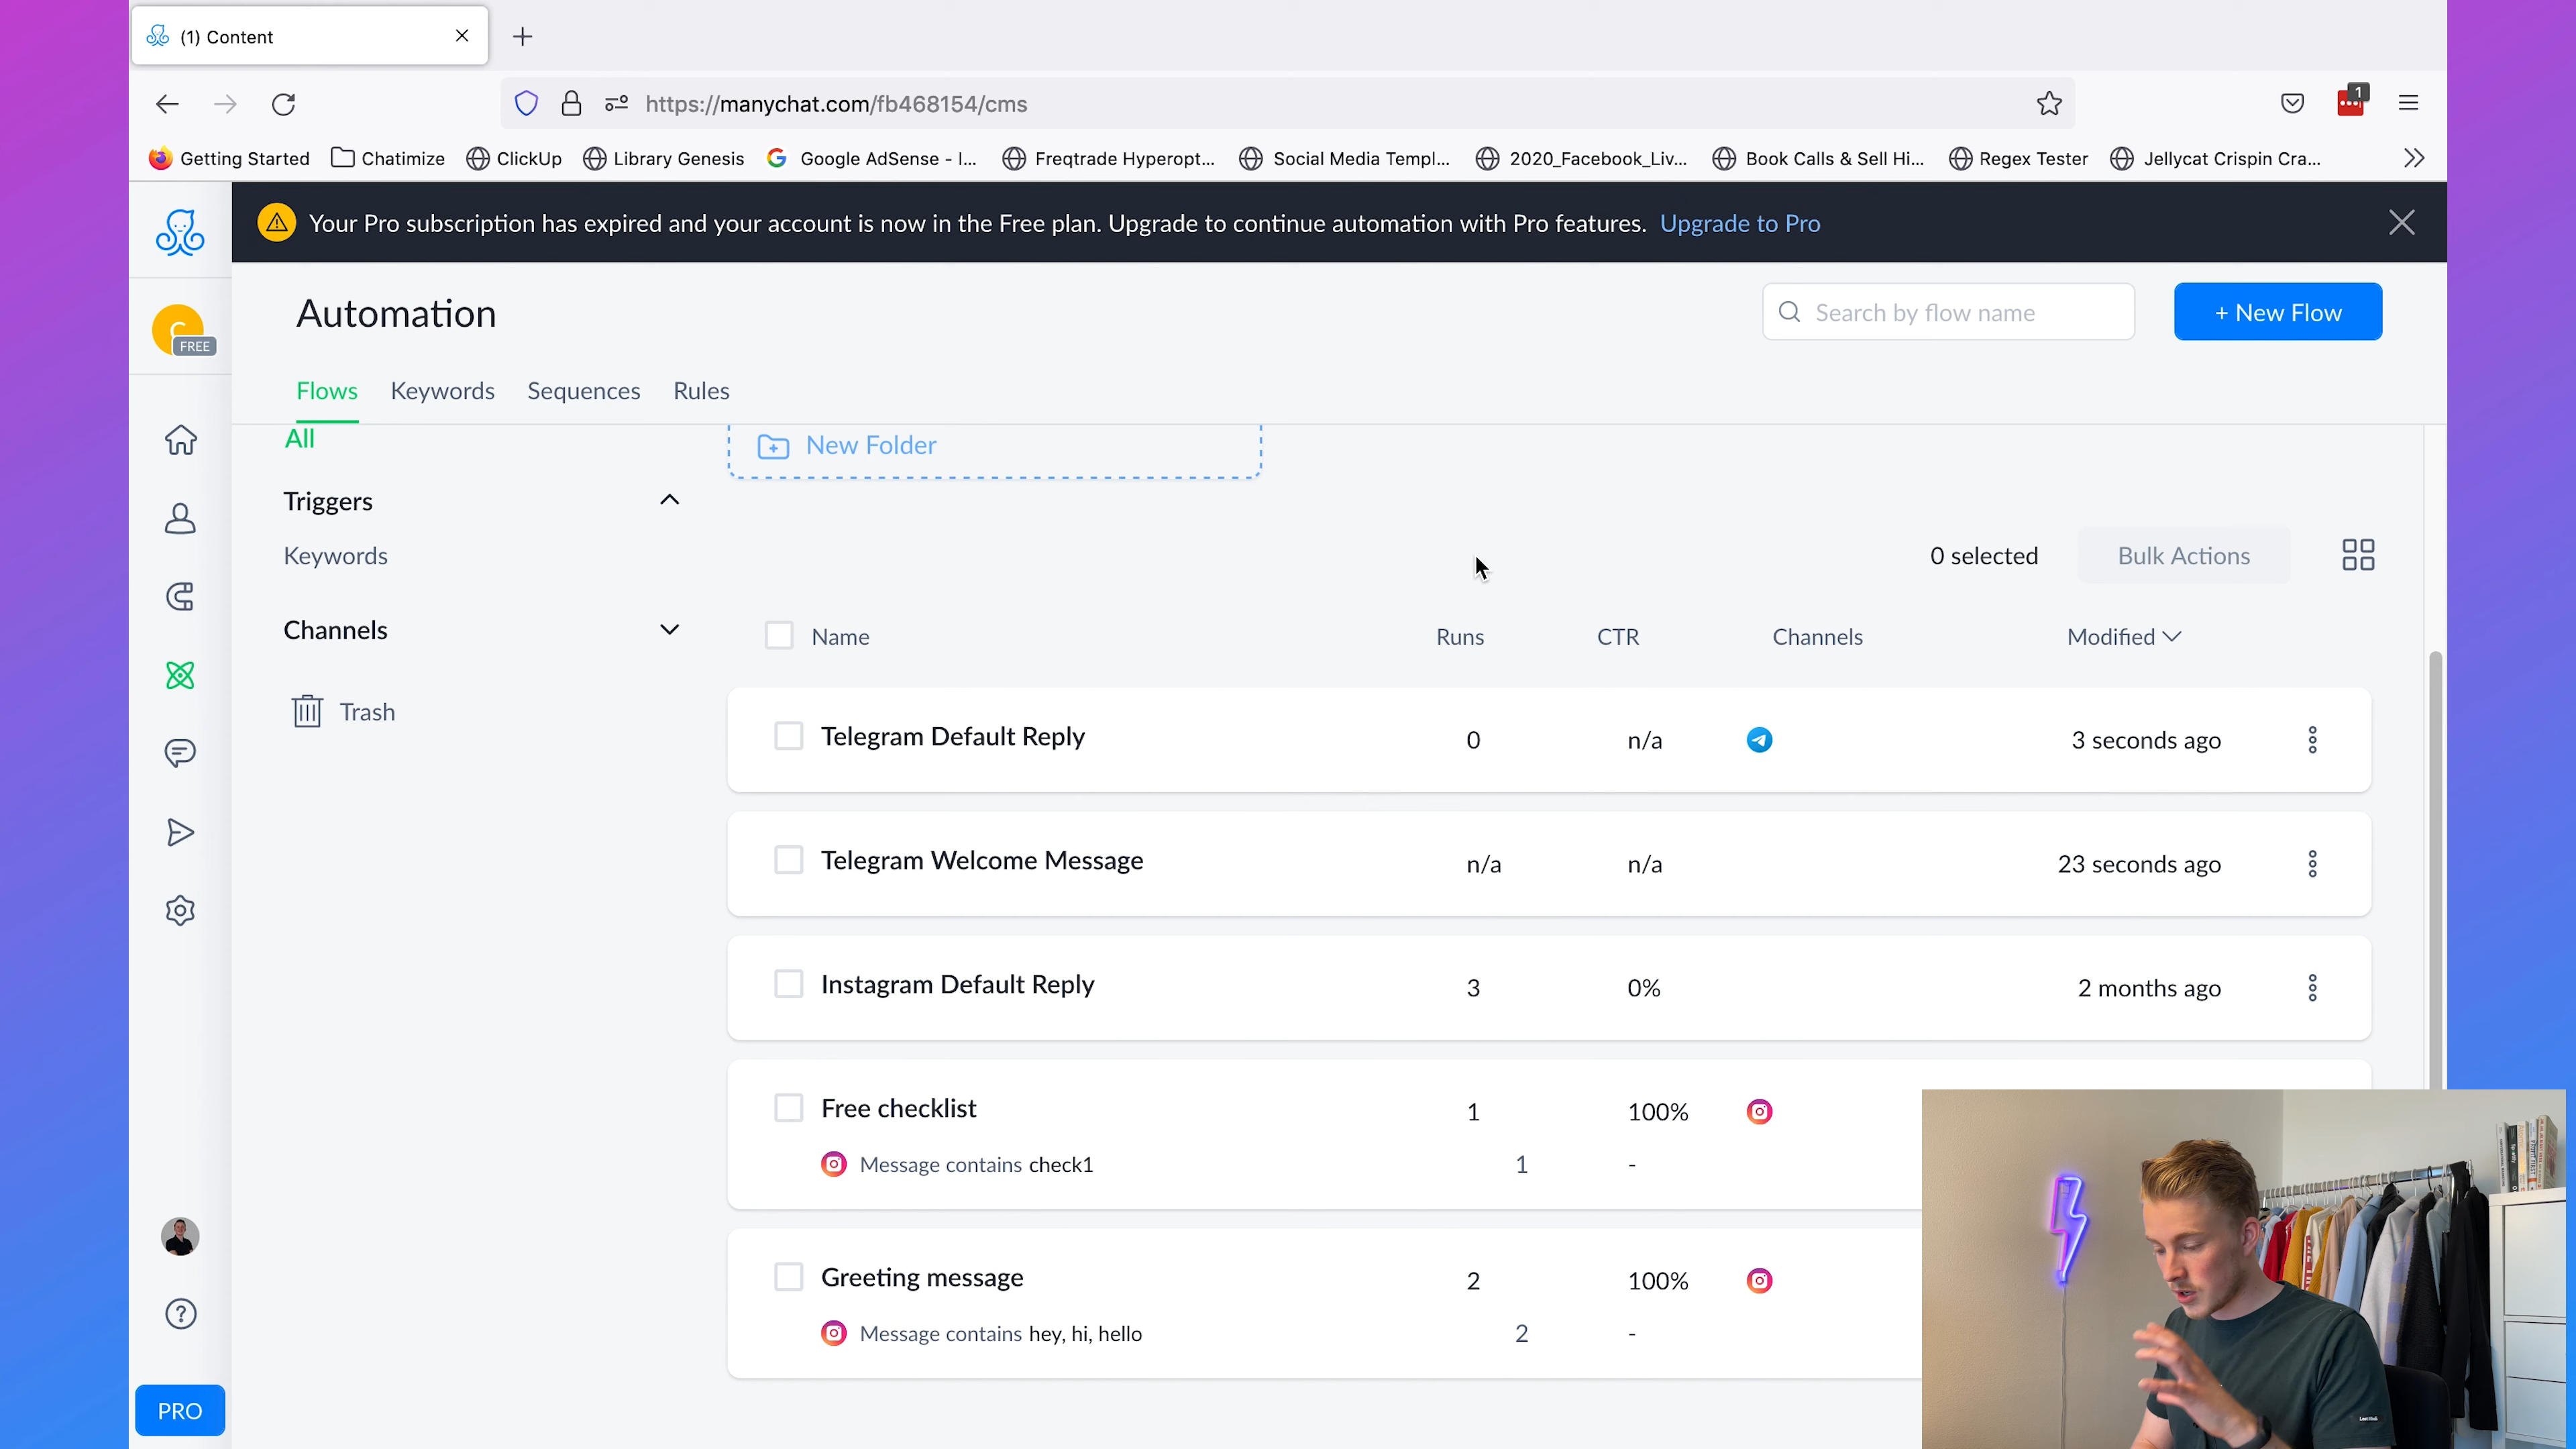 (1) Content
https://manychat.com/fb468154/cms
1
Getting Started
Chatimize
ClickUp
Library Genesis
Google AdSense - I...
Freqtrade Hyperopt...
Social Media Templ...
2020_Facebook_Liv...
Book Calls & Sell Hi...
Regex Tester
Jellycat Crispin Cra...
Your Pro subscription has expired and your account is now in the Free plan. Upgrade to continue automation with Pro features. Upgrade to Pro
C
FREE
Automation
Search by flow name
+ New Flow
Flows Keywords Sequences Rules
All
New Folder
Triggers
Keywords
Channels
Trash
0 selected
Bulk Actions
Name Runs CTR Channels Modified
Telegram Default Reply 0 n/a 3 seconds ago
Telegram Welcome Message n/a n/a 23 seconds ago
Instagram Default Reply 3 0% 2 months ago
Free checklist 1 100%
Message contains check1 1 -
Greeting message 2 100%
Message contains hey, hi, hello 2 -
PRO